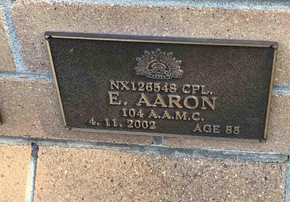 NX126548 CPL.
E. AARON
104 A.A.M.C.
4. 11. 2002 AGE 85